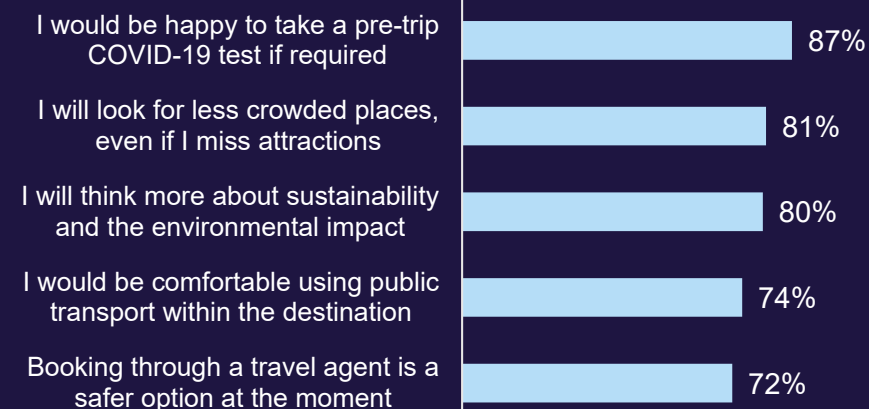 I would be happy to take a pre-trip
COVID-19 test if required
87%
I will look for less crowded places,
even if I miss attractions
81%
I will think more about sustainability
and the environmental impact
80%
I would be comfortable using public
transport within the destination
74%
Booking through a travel agent is a
safer option at the moment
72%